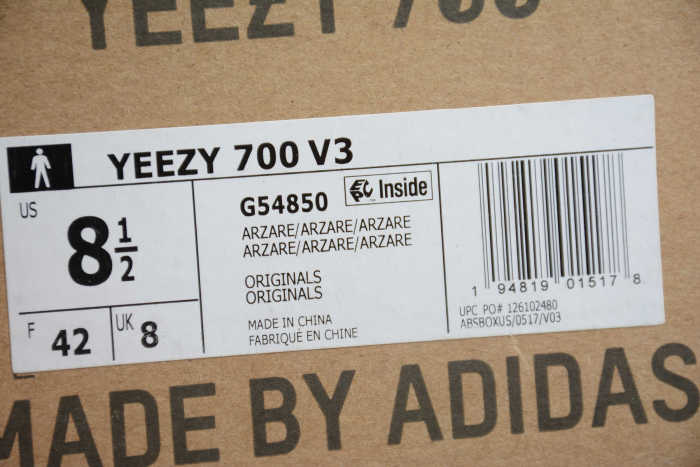 YEEZY 700
YEEZY 700 V3
US
8 1/2
F 42
UK 8
G54850
Inside
ARZARE/ARZARE/ARZARE
ARZARE/ARZARE/ARZARE
ORIGINALS
ORIGINALS
MADE IN CHINA
FABRIQUÉ EN CHINE
1 94819 01517 8
UPC PO# 126102480
ABSBOXUS/0517/V03
MADE BY ADIDAS